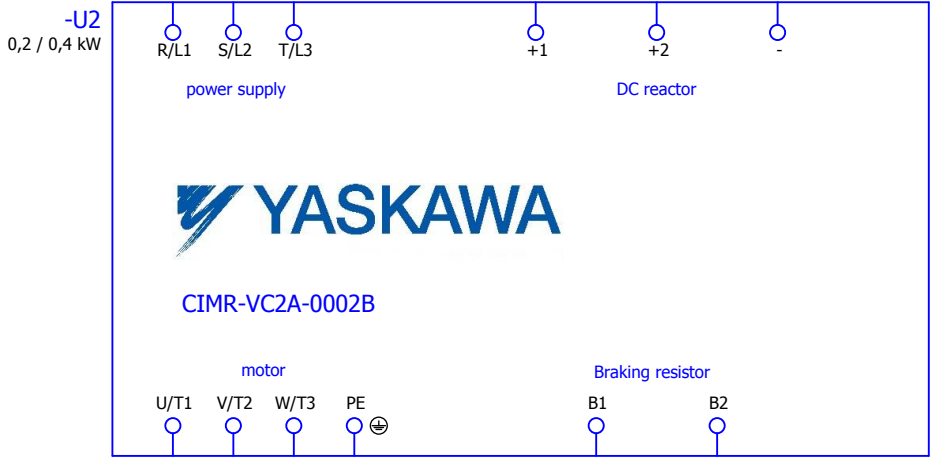 -U2
0,2 / 0,4 kW
R/L1 S/L2 T/L3 +1 +2 -
power supply DC reactor
YASKAWA
CIMR-VC2A-0002B
motor Braking resistor
U/T1 V/T2 W/T3 PE B1 B2